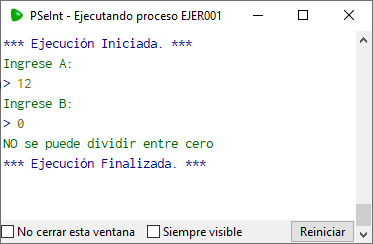 PSeInt - Ejecutando proceso EJER001
*** Ejecución Iniciada. ***
Ingrese A:
> 12
Ingrese B:
> 0
NO se puede dividir entre cero
*** Ejecución Finalizada. ***
No cerrar esta ventana Siempre visible Reiniciar